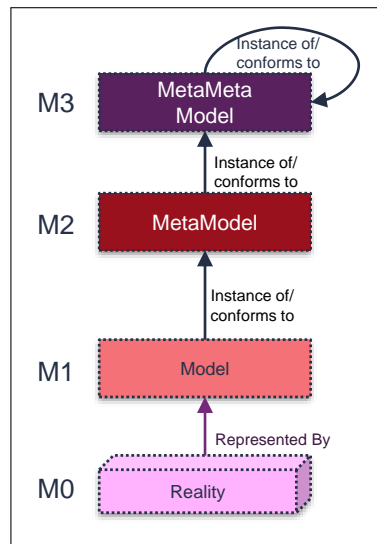 Instance of/
conforms to
M3
MetaMeta
Model
Instance of/
conforms to
M2
MetaModel
Instance of/
conforms to
M1
Model
Represented By
M0
Reality